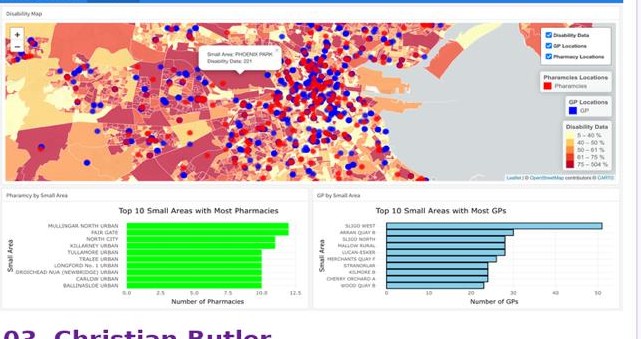 Disability Map
+
−
Small Area: PHOENIX PARK
Disability Data: 221
Disability Data
GP Locations
Pharmacy Locations
Pharamcies Locations
Pharamcies
GP Locations
GP
Disability Data
5 – 40 %
40 – 50 %
50 – 61 %
61 – 75 %
75 – 504 %
Leaflet | © OpenStreetMap contributors © CARTO
Pharamcy by Small Area
Top 10 Small Areas with Most Pharmacies
Small Area
MULLINGAR NORTH URBAN
FAIR GATE
NORTH CITY
KILLARNEY URBAN
TULLAMORE URBAN
TRALEE URBAN
LONGFORD No. 1 URBAN
DROICHEAD NUA (NEWBRIDGE) URBAN
CARLOW URBAN
BALLINASLOE URBAN
0.0 2.5 5.0 7.5 10.0 12.5
Number of Pharmacies
GP by Small Area
Top 10 Small Areas with Most GPs
Small Area
SLIGO WEST
ARRAN QUAY B
SLIGO NORTH
MALLOW RURAL
LUCAN-ESKER
MERCHANTS QUAY F
STRANORLAR
KILMORE B
CHERRY ORCHARD A
WOOD QUAY B
0 10 20 30 40 50
Number of GPs
03. Christian Butler